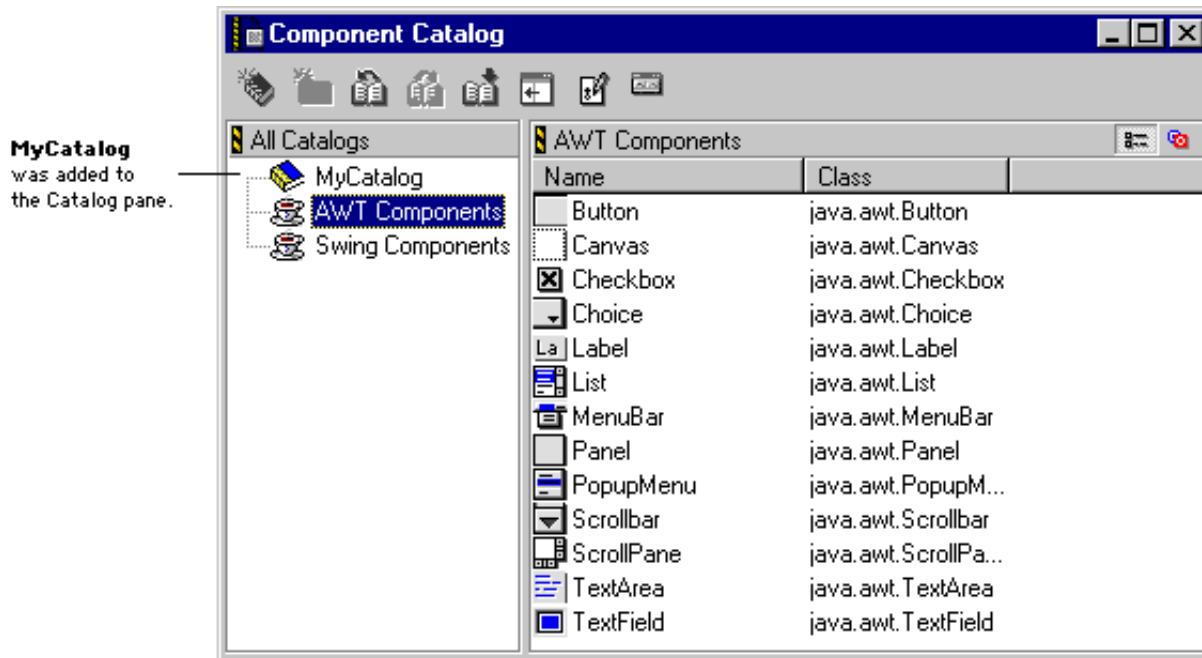 Component Catalog
MyCatalog
was added to
the Catalog pane.
All Catalogs
MyCatalog
AWT Components
Swing Components
AWT Components
Name Class
Button java.awt.Button
Canvas java.awt.Canvas
Checkbox java.awt.Checkbox
Choice java.awt.Choice
La Label java.awt.Label
List java.awt.List
MenuBar java.awt.MenuBar
Panel java.awt.Panel
PopupMenu java.awt.PopupM...
Scrollbar java.awt.Scrollbar
ScrollPane java.awt.ScrollPa...
TextArea java.awt.TextArea
TextField java.awt.TextField